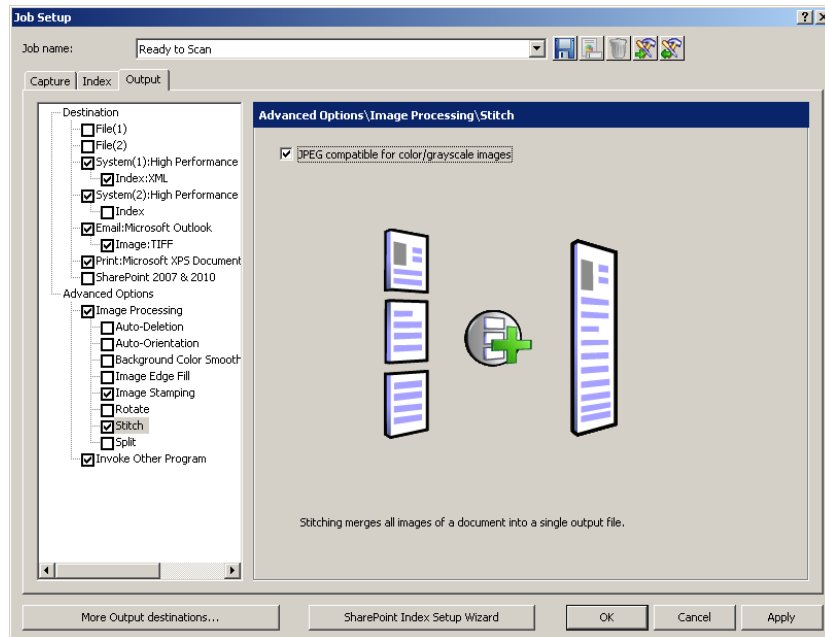 Job Setup
Job name:
Ready to Scan
Capture
Index
Output
Destination
File(1)
File(2)
System(1):High Performance
Index:XML
System(2):High Performance
Index
Email:Microsoft Outlook
Image:TIFF
Print:Microsoft XPS Document
SharePoint 2007 & 2010
Advanced Options
Image Processing
Auto-Deletion
Auto-Orientation
Background Color Smooth
Image Edge Fill
Image Stamping
Rotate
Stitch
Split
Invoke Other Program
Advanced Options\Image Processing\Stitch
JPEG compatible for color/grayscale images
Stitching merges all images of a document into a single output file.
More Output destinations...
SharePoint Index Setup Wizard
OK
Cancel
Apply